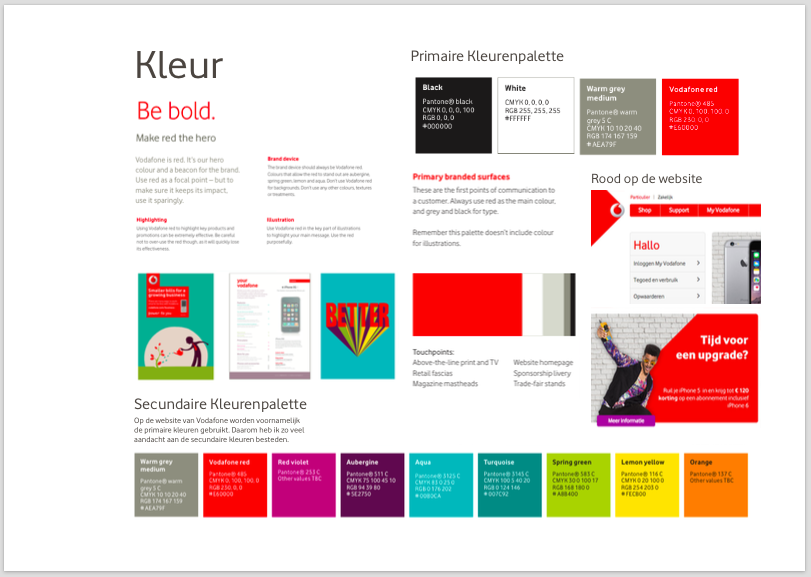 Kleur
Be bold.
Make red the hero
Vodafone is red. It's our hero
colour and a beacon for the brand.
Use red as a focal point – but to
make sure it keeps its impact,
use it sparingly.
Brand device
The brand device should always be Vodafone red.
Colours that allow the red to stand out are aubergine,
spring green, lemon and aqua. Don't use Vodafone red
for backgrounds. Don't use any other colours, textures
or treatments.
Highlighting
Using Vodafone red to highlight key products and
promotions can be extremely effective. Be careful
not to over-use the red though, as it will quickly lose
its effectiveness.
Illustration
Use Vodafone red in the key part of illustrations
to highlight your main message. Use the red
purposefully.
Smarter bills for a
growing business
power to you
your
vodafone
BETTER
Primaire Kleurenpalette
Black
Pantone® black
CMYK 0, 0, 0, 100
RGB 0, 0, 0
#000000
White
CMYK 0, 0, 0, 0
RGB 255, 255, 255
#FFFFFF
Warm grey
medium
Pantone® warm
grey 5 C
CMYK 10 10 20 40
RGB 174 167 159
#AEA79F
Vodafone red
Pantone® 485
CMYK 0, 100, 100, 0
RGB 230, 0, 0
#E60000
Primary branded surfaces
These are the first points of communication to
a customer. Always use red as the main colour,
and grey and black for type.
Remember this palette doesn't include colour
for illustrations.
Touchpoints:
Above-the-line print and TV
Retail fascias
Magazine mastheads
Website homepage
Sponsorship livery
Trade-fair stands
Rood op de website
Particulier | Zakelijk
Shop Support My Vodafone
Hallo
Inloggen My Vodafone
Tegoed en verbruik
Opwaarderen
Tijd voor
een upgrade?
Ruil je iPhone 5 in en krijg tot € 120
korting op een abonnement inclusief
iPhone 6
Meer informatie
Secundaire Kleurenpalette
Op de website van Vodafone worden voornamelijk
de primaire kleuren gebruikt. Daarom heb ik zo veel
aandacht aan de secundaire kleuren besteden.
Warm grey
medium
Pantone® warm
grey 5 C
CMYK 10 10 20 40
RGB 174 167 159
#AEA79F
Vodafone red
Pantone® 485
CMYK 0, 100, 100, 0
RGB 230, 0, 0
#E60000
Red violet
Pantone® 233 C
Other values TBC
Aubergine
Pantone® 511 C
CMYK 75 100 45 10
RGB 94 39 80
#5E2750
Aqua
Pantone® 3125 C
CMYK 83 0 23 0
RGB 0 176 202
#00B0CA
Turquoise
Pantone® 3145 C
CMYK 100 5 40 20
RGB 0 124 146
#007C92
Spring green
Pantone® 583 C
CMYK 30 0 100 17
RGB 168 180 0
#A8B400
Lemon yellow
Pantone® 116 C
CMYK 0 12 100 0
RGB 254 203 0
#FECB00
Orange
Pantone® 137 C
Other values TBC